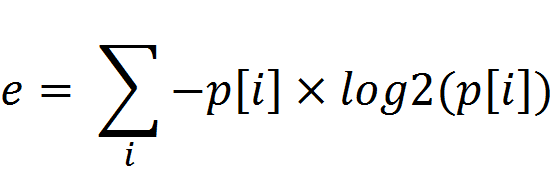 e = ∑ −p[i] × log2(p[i])
i